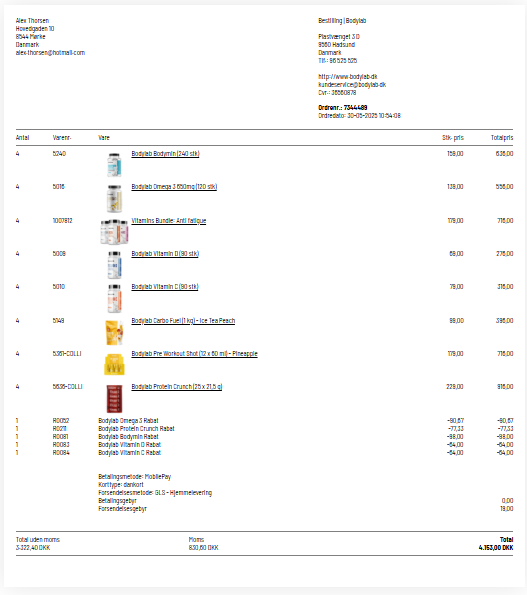 Alex Thorsen
Hovedgaden 10
8544 Mørke
Danmark
alex-thorsen@hotmail.com
Bestilling | Bodylab
Plastvænget 3 D
9560 Hadsund
Danmark
Tlf.: 96 525 525
http://www.bodylab.dk
kundeservice@bodylab.dk
Cvr.: 36560878
Ordrenr.: 7344489
Ordredato: 30-05-2025 10:54:08
Antal Varenr. Vare Stk. pris Totalpris
4 5240 Bodylab Bodymin (240 stk) 159,00 636,00
4 5016 Bodylab Omega 3 650mg (120 stk) 139,00 556,00
4 1007812 Vitamins Bundle: Anti fatigue 179,00 716,00
4 5009 Bodylab Vitamin D (90 stk) 69,00 276,00
4 5010 Bodylab Vitamin C (90 stk) 79,00 316,00
4 5149 Bodylab Carbo Fuel (1 kg) - Ice Tea Peach 99,00 396,00
4 5361-COLLI Bodylab Pre Workout Shot (12 x 60 ml) - Pineapple 179,00 716,00
4 5636-COLLI Bodylab Protein Crunch (25 x 21,5 g) 229,00 916,00
1 R0052 Bodylab Omega 3 Rabat -90,67 -90,67
1 R0211 Bodylab Protein Crunch Rabat -77,33 -77,33
1 R0081 Bodylab Bodymin Rabat -98,00 -98,00
1 R0083 Bodylab Vitamin D Rabat -64,00 -64,00
1 R0084 Bodylab Vitamin C Rabat -64,00 -64,00
Betalingsmetode: MobilePay
Korttype: dankort
Forsendelsesmetode: GLS - Hjemmelevering
Betalingsgebyr 0,00
Forsendelsesgebyr 19,00
Total uden moms Moms Total
3.322,40 DKK 830,60 DKK 4.153,00 DKK